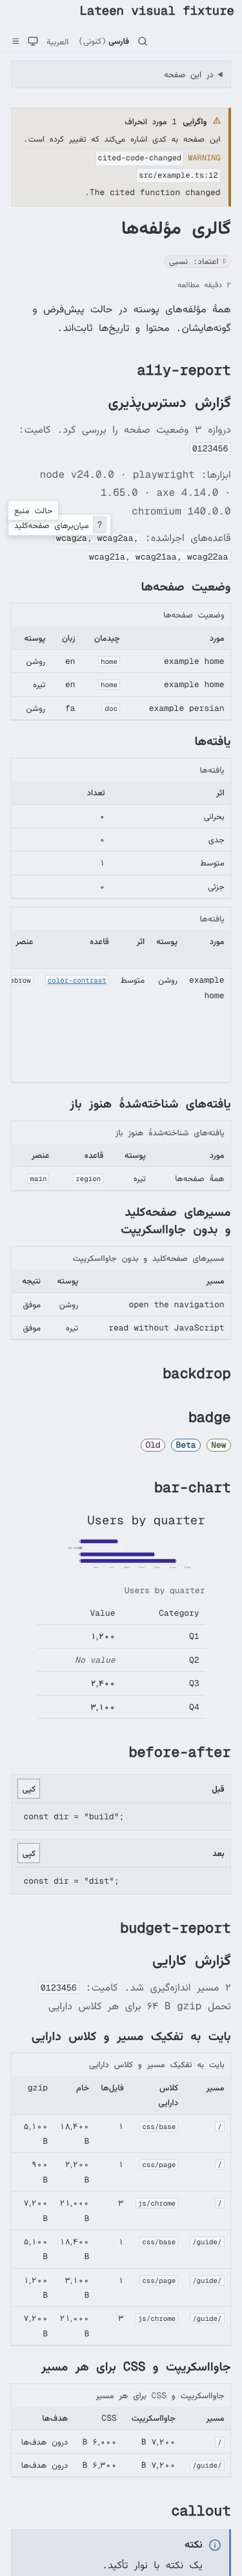 Lateen visual fixture
فارسی (کنونی) العربية
در این صفحه
واگرایی 1 مورد انحراف
این صفحه به کدی اشاره می‌کند که تغییر کرده است.
WARNING cited-code-changed
src/example.ts:12
The cited function changed.
گالری مؤلفه‌ها
اعتماد: نسبی
۲ دقیقه مطالعه
همهٔ مؤلفه‌های پوسته در حالت پیش‌فرض و گونه‌هایشان. محتوا و تاریخ‌ها ثابت‌اند.
a11y-report
گزارش دسترس‌پذیری
دروازه ۳ وضعیت صفحه را بررسی کرد. کامیت:
0123456
ابزارها: node v24.0.0 · playwright
1.65.0 · axe 4.14.0 ·
chromium 140.0.0
حالت منبع
? میان‌برهای صفحه‌کلید
قاعده‌های اجراشده: wcag2a, wcag2aa,
wcag21a, wcag21aa, wcag22aa
وضعیت صفحه‌ها
وضعیت صفحه‌ها
مورد چیدمان زبان پوسته
example home home en روشن
example home home en تیره
example persian doc fa روشن
یافته‌ها
یافته‌ها
اثر تعداد
بحرانی ۰
جدی ۰
متوسط ۱
جزئی ۰
یافته‌ها
مورد پوسته اثر قاعده عنصر
example home روشن متوسط color-contrast
یافته‌های شناخته‌شدهٔ هنوز باز
یافته‌های شناخته‌شدهٔ هنوز باز
مورد پوسته قاعده عنصر
همهٔ صفحه‌ها تیره region main
مسیرهای صفحه‌کلید
و بدون جاوااسکریپت
مسیرهای صفحه‌کلید و بدون جاوااسکریپت
مسیر پوسته نتیجه
open the navigation روشن موفق
read without JavaScript تیره موفق
backdrop
badge
New Beta Old
bar-chart
Users by quarter
Users by quarter
Category Value
Q1 ۱,۲۰۰
Q2 No value
Q3 ۲,۴۰۰
Q4 ۳,۱۰۰
before-after
قبل کپی
const dir = "build";
بعد کپی
const dir = "dist";
budget-report
گزارش کارایی
۲ مسیر اندازه‌گیری شد. کامیت: 0123456
تحمل ۶۴ B gzip برای هر کلاس دارایی
بایت به تفکیک مسیر و کلاس دارایی
بایت به تفکیک مسیر و کلاس دارایی
مسیر کلاس دارایی فایل‌ها خام gzip
/ css/base ۱ ۱۸,۴۰۰ B ۵,۱۰۰ B
/ css/page ۱ ۲,۲۰۰ B ۹۰۰ B
/ js/chrome ۳ ۲۱,۰۰۰ B ۷,۲۰۰ B
/guide/ css/base ۱ ۱۸,۴۰۰ B ۵,۱۰۰ B
/guide/ css/page ۱ ۳,۱۰۰ B ۱,۲۰۰ B
/guide/ js/chrome ۳ ۲۱,۰۰۰ B ۷,۲۰۰ B
جاوااسکریپت و CSS برای هر مسیر
جاوااسکریپت و CSS برای هر مسیر
مسیر جاوااسکریپت CSS هدف‌ها
/ ۷,۲۰۰ B ۶,۰۰۰ B درون هدف‌ها
/guide/ ۷,۲۰۰ B ۶,۳۰۰ B درون هدف‌ها
callout
نکته
یک نکته با نوار تأکید.